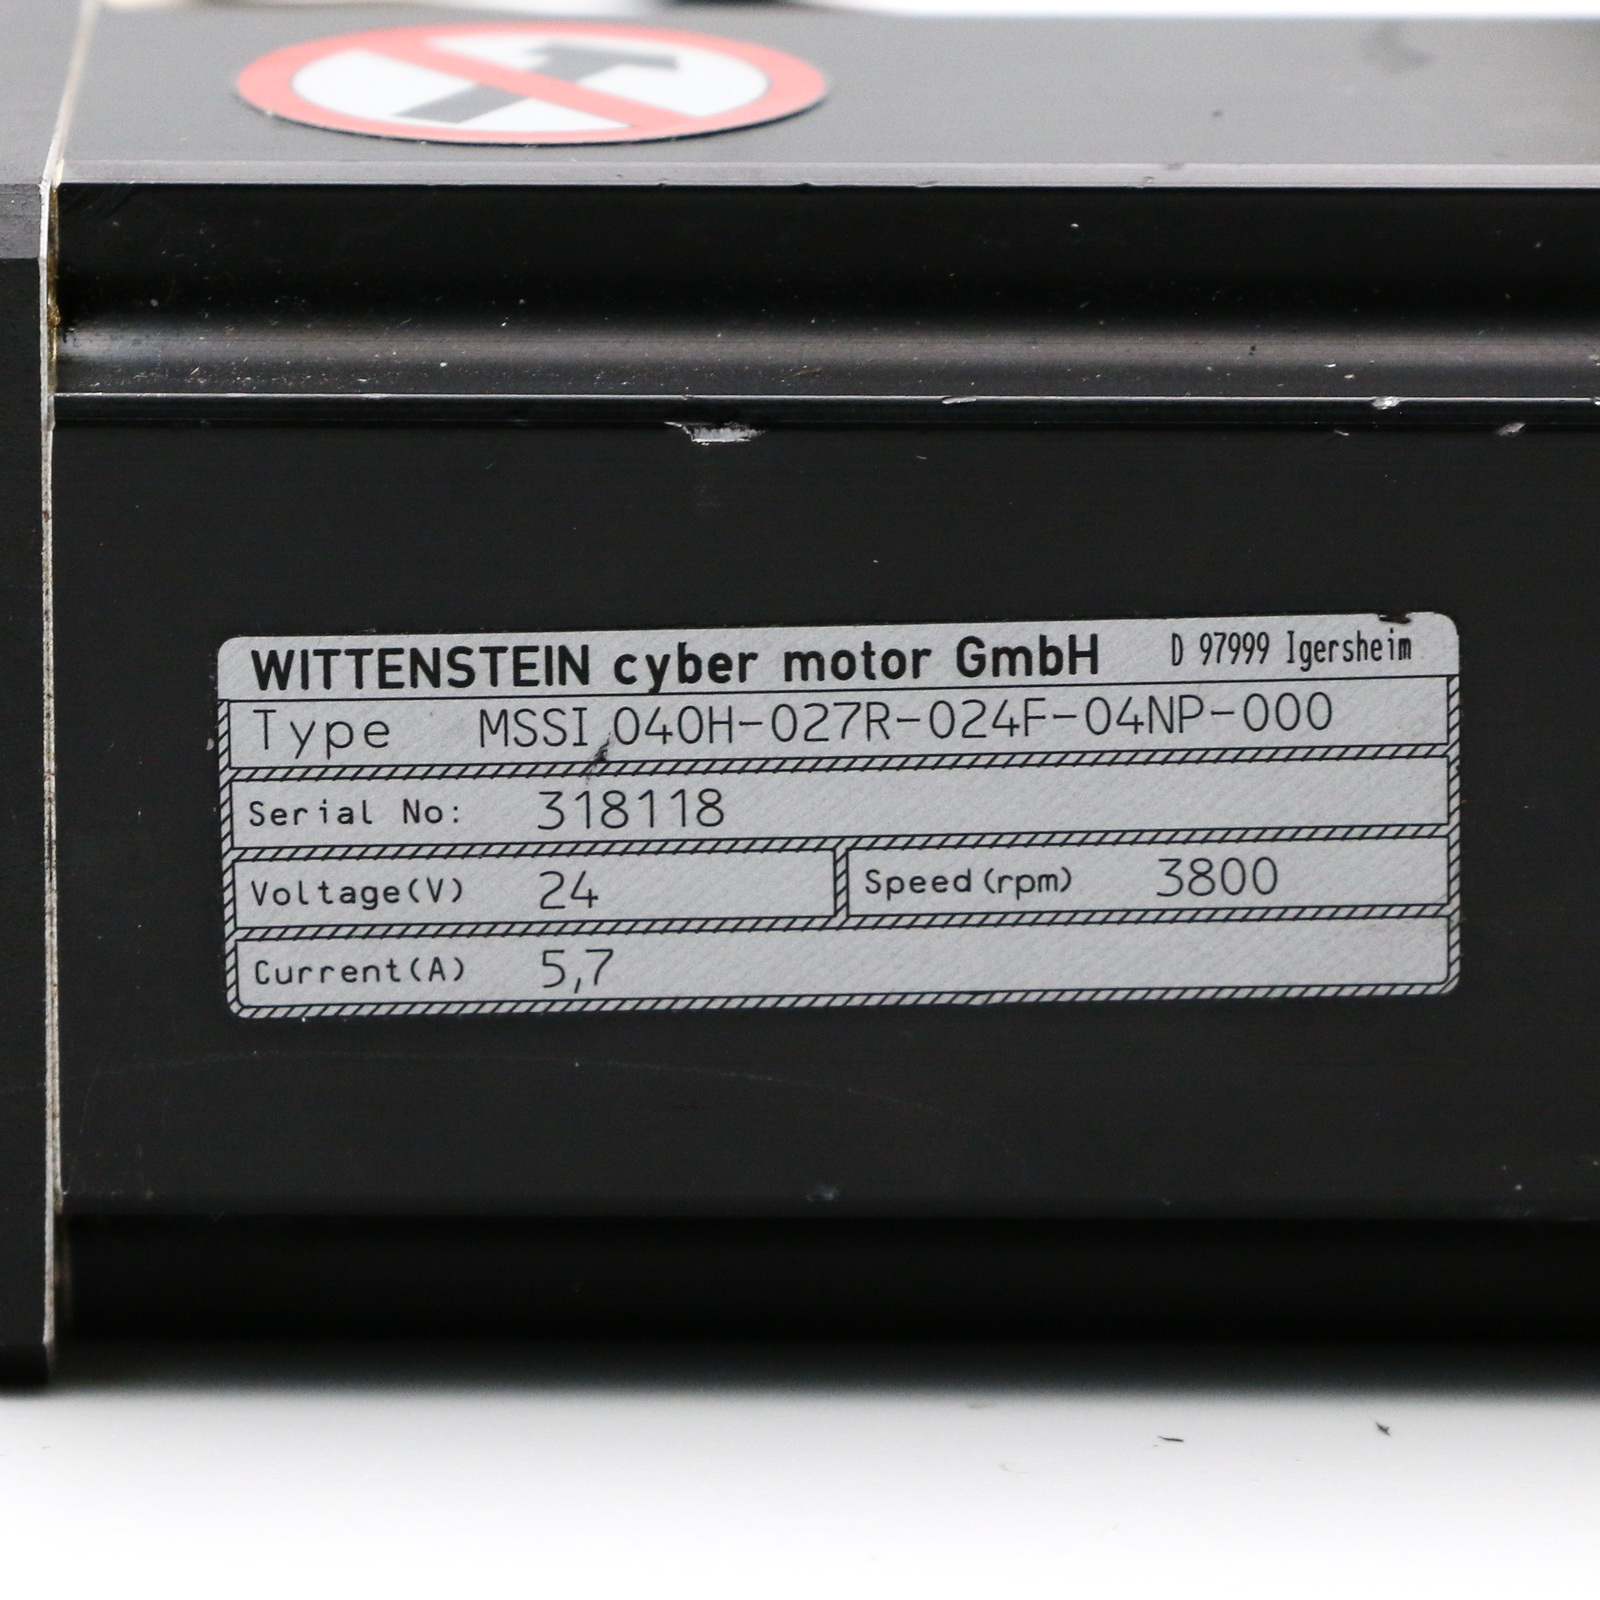 WITTENSTEIN cyber motor GmbH D 97999 Igersheim
Type MSSI 040H-027R-024F-04NP-000
Serial No: 318118
Voltage(V) 24 Speed(rpm) 3800
Current(A) 5,7